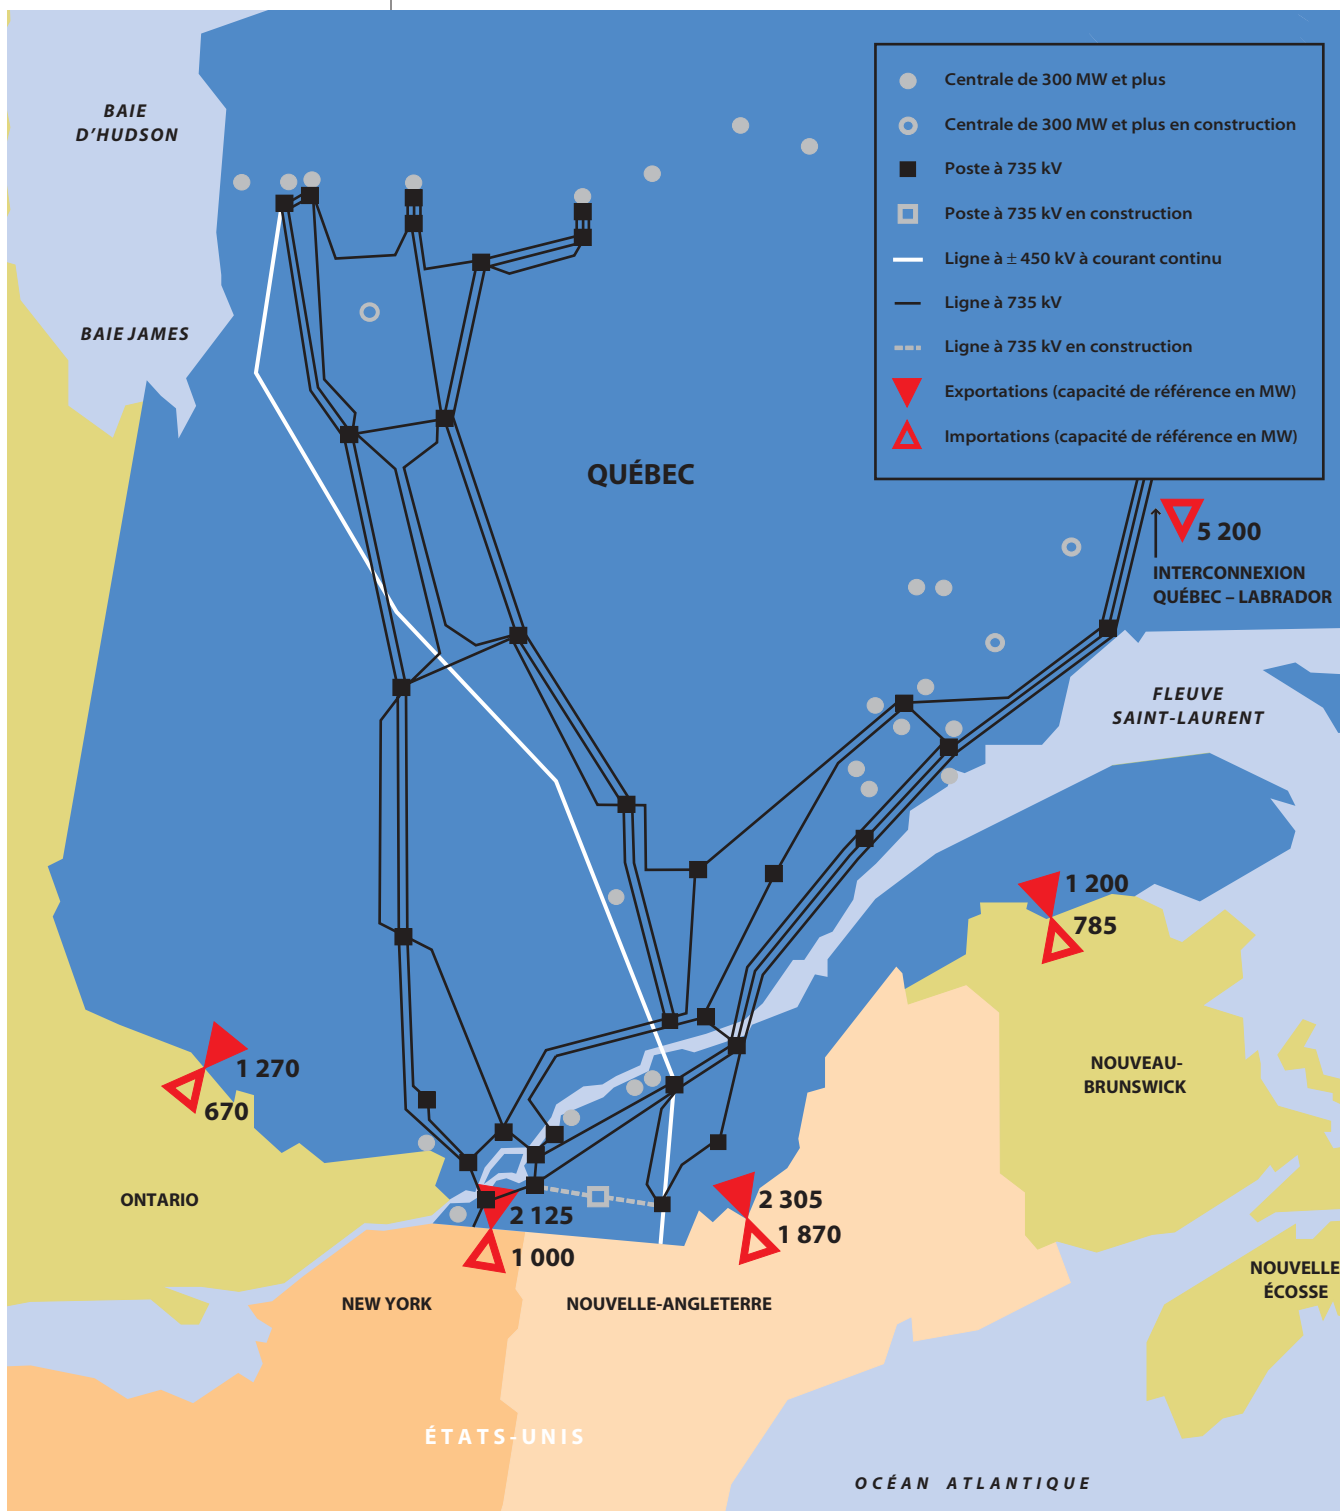 BAIE
D'HUDSON
BAIE JAMES
Centrale de 300 MW et plus
Centrale de 300 MW et plus en construction
Poste à 735 kV
Poste à 735 kV en construction
Ligne à ± 450 kV à courant continu
Ligne à 735 kV
Ligne à 735 kV en construction
Exportations (capacité de référence en MW)
Importations (capacité de référence en MW)
QUÉBEC
5 200
INTERCONNEXION
QUÉBEC – LABRADOR
FLEUVE
SAINT-LAURENT
1 200
785
1 270
670
NOUVEAU-
BRUNSWICK
ONTARIO
2 125
1 000
2 305
1 870
NEW YORK
NOUVELLE-ANGLETERRE
NOUVELLE
ÉCOSSE
ÉTATS-UNIS
OCÉAN ATLANTIQUE